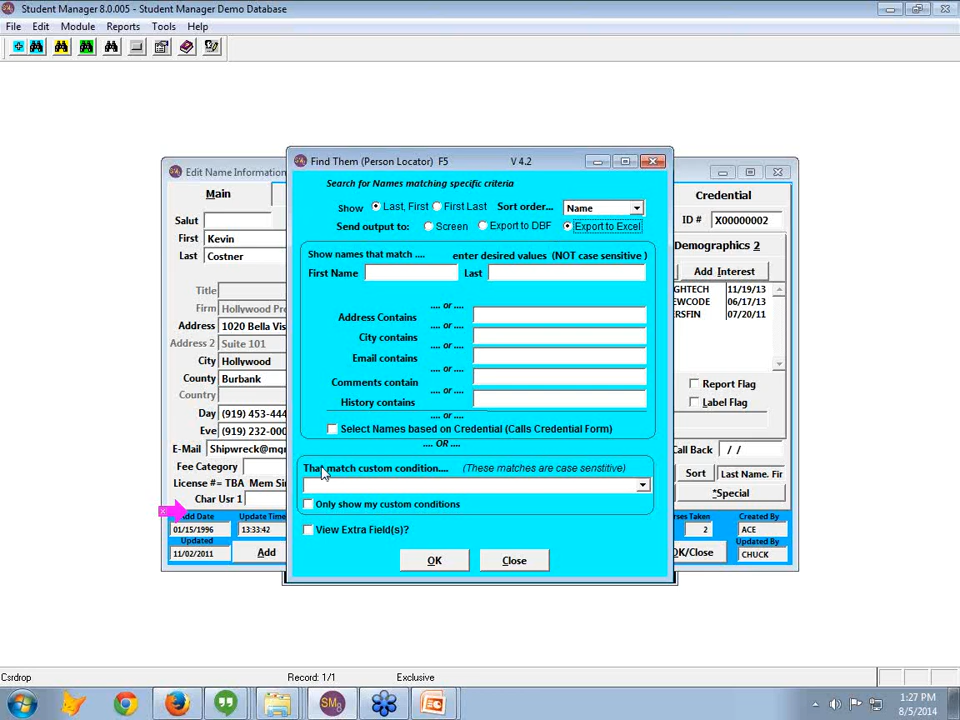 Student Manager 8.0.005 - Student Manager Demo Database
File Edit Module Reports Tools Help
Edit Name Information
Find Them (Person Locator) F5 V 4.2
Main
Credential
Salut
ID # X00000002
First Kevin
Last Costner
Demographics 2
Add Interest
GHTECH 11/19/13
EWCODE 06/17/13
ERSFIN 07/20/11
Title
Firm Hollywood Pr
Address 1020 Bella Vis
Address 2 Suite 101
City Hollywood
County Burbank
Country
Day (919) 453-444
Eve (919) 232-000
E-Mail Shipwreck@mgr
Fee Category
License #= TBA Mem Sin
Char Usr 1
Report Flag
Label Flag
Call Back / /
Sort Last Name. Fir
*Special
Add Date Update Time
01/15/1996 13:33:42
Updated
11/02/2011 Add
rses Taken Created By
2 ACE
Updated By
OK/Close CHUCK
Search for Names matching specific criteria
Show Last, First First Last Sort order... Name
Send output to: Screen Export to DBF Export to Excel
Show names that match .... enter desired values (NOT case sensitive )
First Name Last
.... or ....
Address Contains
.... or ....
City contains
.... or ....
Email contains
.... or ....
Comments contain
.... or ....
History contains
.... or ....
Select Names based on Credential (Calls Credential Form)
.... OR ....
That match custom condition.... (These matches are case sensitive)
Only show my custom conditions
View Extra Field(s)?
OK Close
Csrdrop Record: 1/1 Exclusive
SM8
1:27 PM
8/5/2014